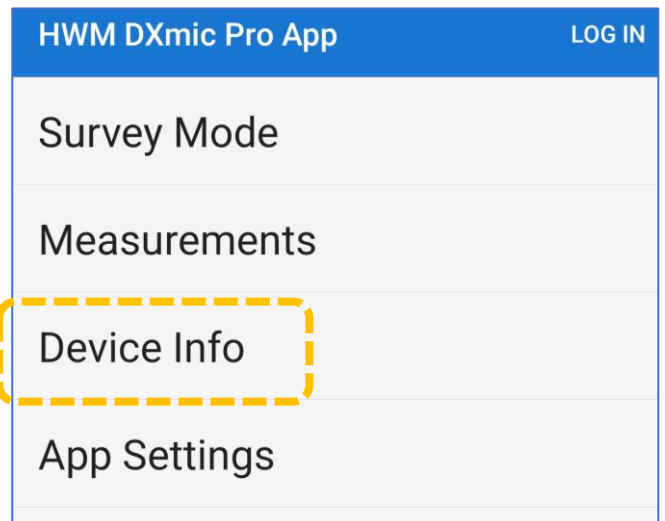 HWM DXmic Pro App LOG IN
Survey Mode
Measurements
Device Info
App Settings